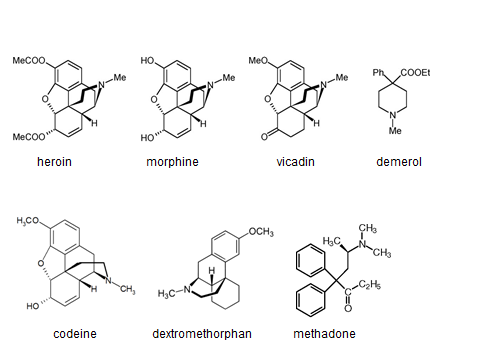 MeCOO
N
Me
O
H
MeCOO
heroin
HO
N
Me
O
H
HO
morphine
MeO
N
Me
O
H
O
vicadin
Ph
COOEt
N
Me
demerol
H₃CO
O
N
CH₃
H
HO
codeine
OCH₃
H
N
H₃C
dextromethorphan
CH₃
H₃C
N
CH₃
C
C₂H₅
O
methadone